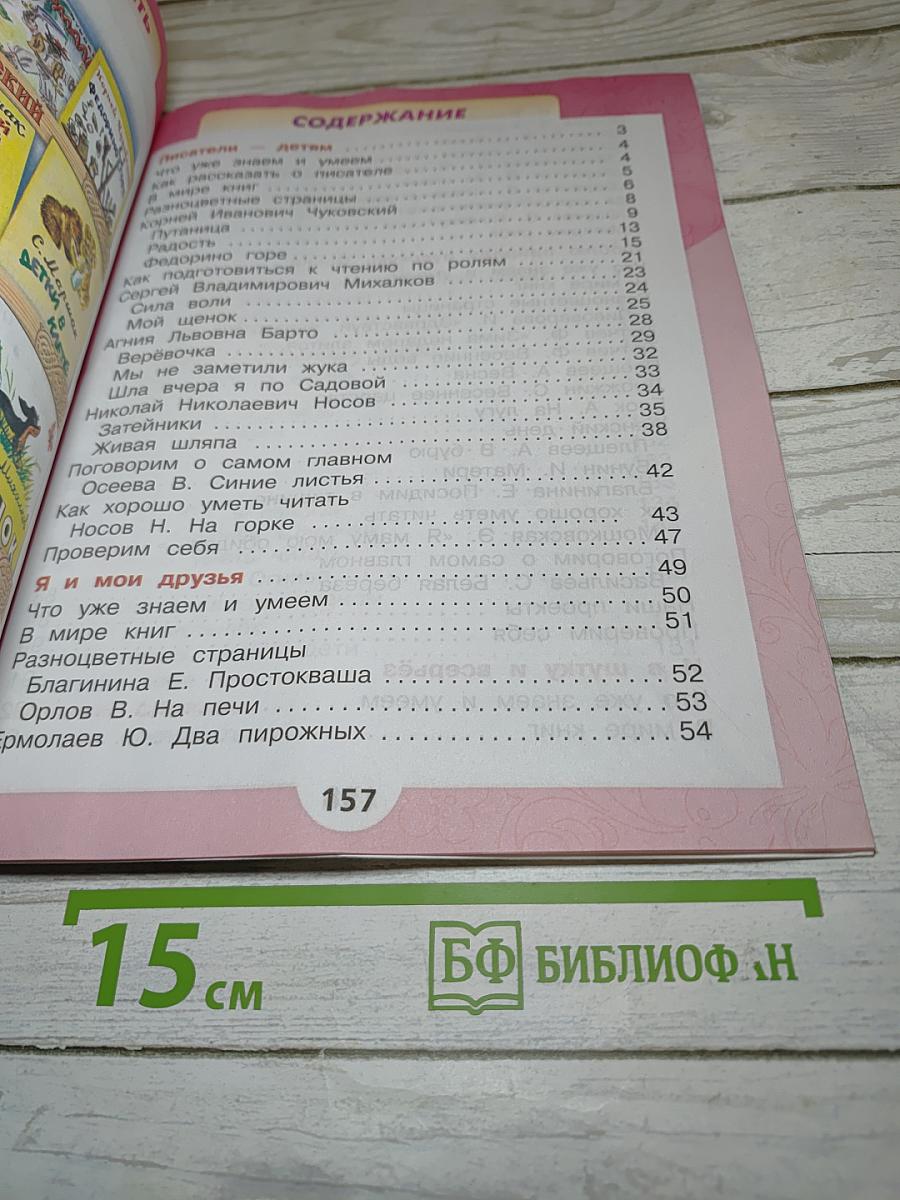 СОДЕРЖАНИЕ
Писатели — детям ........ 3
Что уже знаем и умеем ........ 4
Как рассказать о писателе ........ 4
В мире книг ........ 5
Разноцветные страницы ........ 6
Корней Иванович Чуковский ........ 8
Путаница ........ 9
Радость ........ 13
Федорино горе ........ 15
Как подготовиться к чтению по ролям ........ 21
Сергей Владимирович Михалков ........ 23
Сила воли ........ 24
Мой щенок ........ 25
Агния Львовна Барто ........ 28
Верёвочка ........ 29
Мы не заметили жука ........ 32
Шла вчера я по Садовой ........ 33
Николай Николаевич Носов ........ 34
Затейники ........ 35
Живая шляпа ........ 38
Поговорим о самом главном
Осеева В. Синие листья ........ 42
Как хорошо уметь читать
Носов Н. На горке ........ 43
Проверим себя ........ 47
Я и мои друзья ........ 49
Что уже знаем и умеем ........ 50
В мире книг ........ 51
Разноцветные страницы
Благинина Е. Простокваша ........ 52
Орлов В. На печи ........ 53
Ермолаев Ю. Два пирожных ........ 54
157
С. Маршак
ДЕТКИ В
15 см
БФ БИБЛИОФ АН